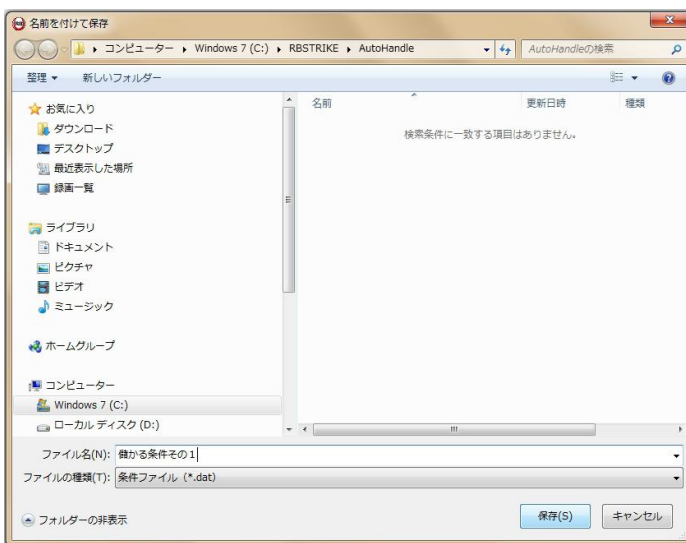 名前を付けて保存
コンピューター ▸ Windows 7 (C:) ▸ RBSTRIKE ▸ AutoHandle
AutoHandleの検索
整理 新しいフォルダー
名前 更新日時 種類
検索条件に一致する項目はありません。
お気に入り
ダウンロード
デスクトップ
最近表示した場所
録画一覧
ライブラリ
ドキュメント
ピクチャ
ビデオ
ミュージック
ホームグループ
コンピューター
Windows 7 (C:)
ローカル ディスク (D:)
ファイル名(N): 儲かる条件その１
ファイルの種類(T): 条件ファイル (*.dat)
フォルダーの非表示
保存(S) キャンセル